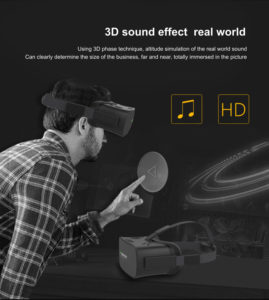 3D sound effect real world
Using 3D phase technique, altitude simulation of the real world sound
Can clearly determine the size of the business, far and near, totally immersed in the picture
HD